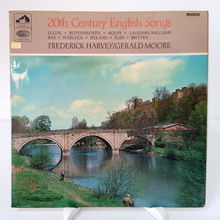 mono
20th Century English Songs
ELGAR • BUTTERWORTH • HOLST • VAUGHAN WILLIAMS
BAX • WARLOCK • IRELAND • BLISS • BRITTEN
FREDERICK HARVEY/GERALD MOORE